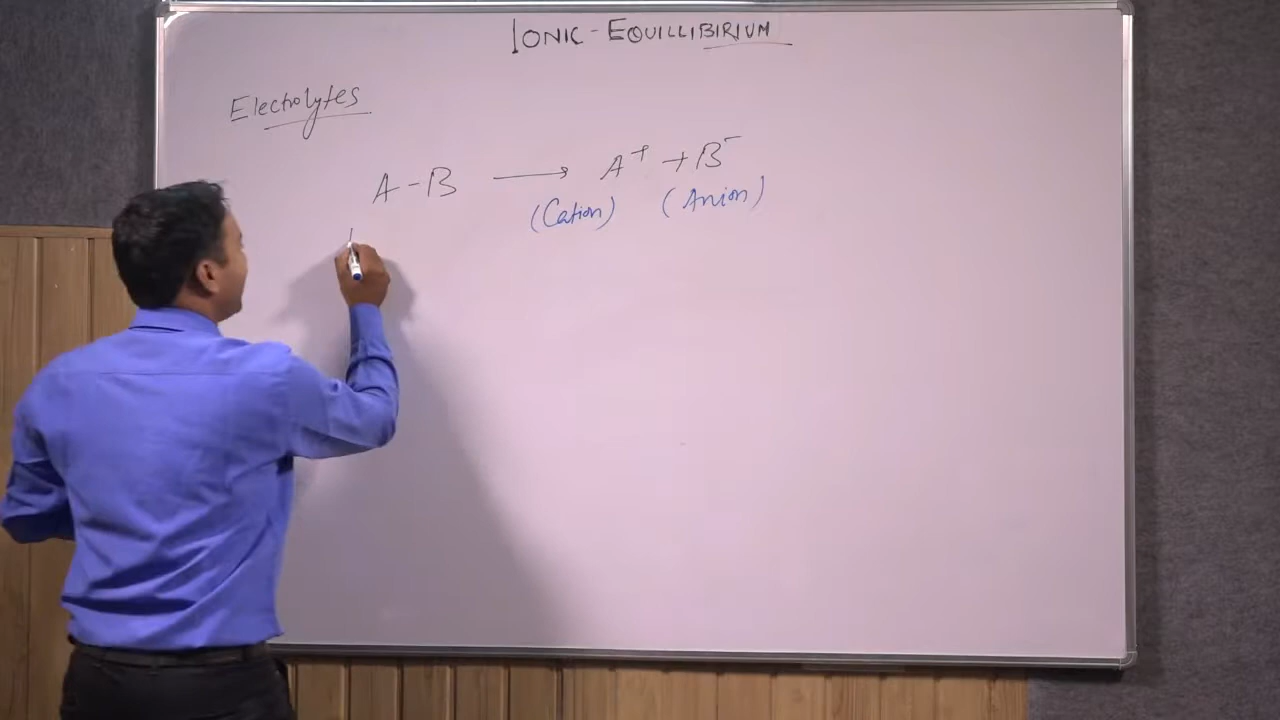 IONIC-EQUILLIBIRIUM
Electrolytes
A-B ⟶ A⁺ + B⁻
(Cation) (Anion)